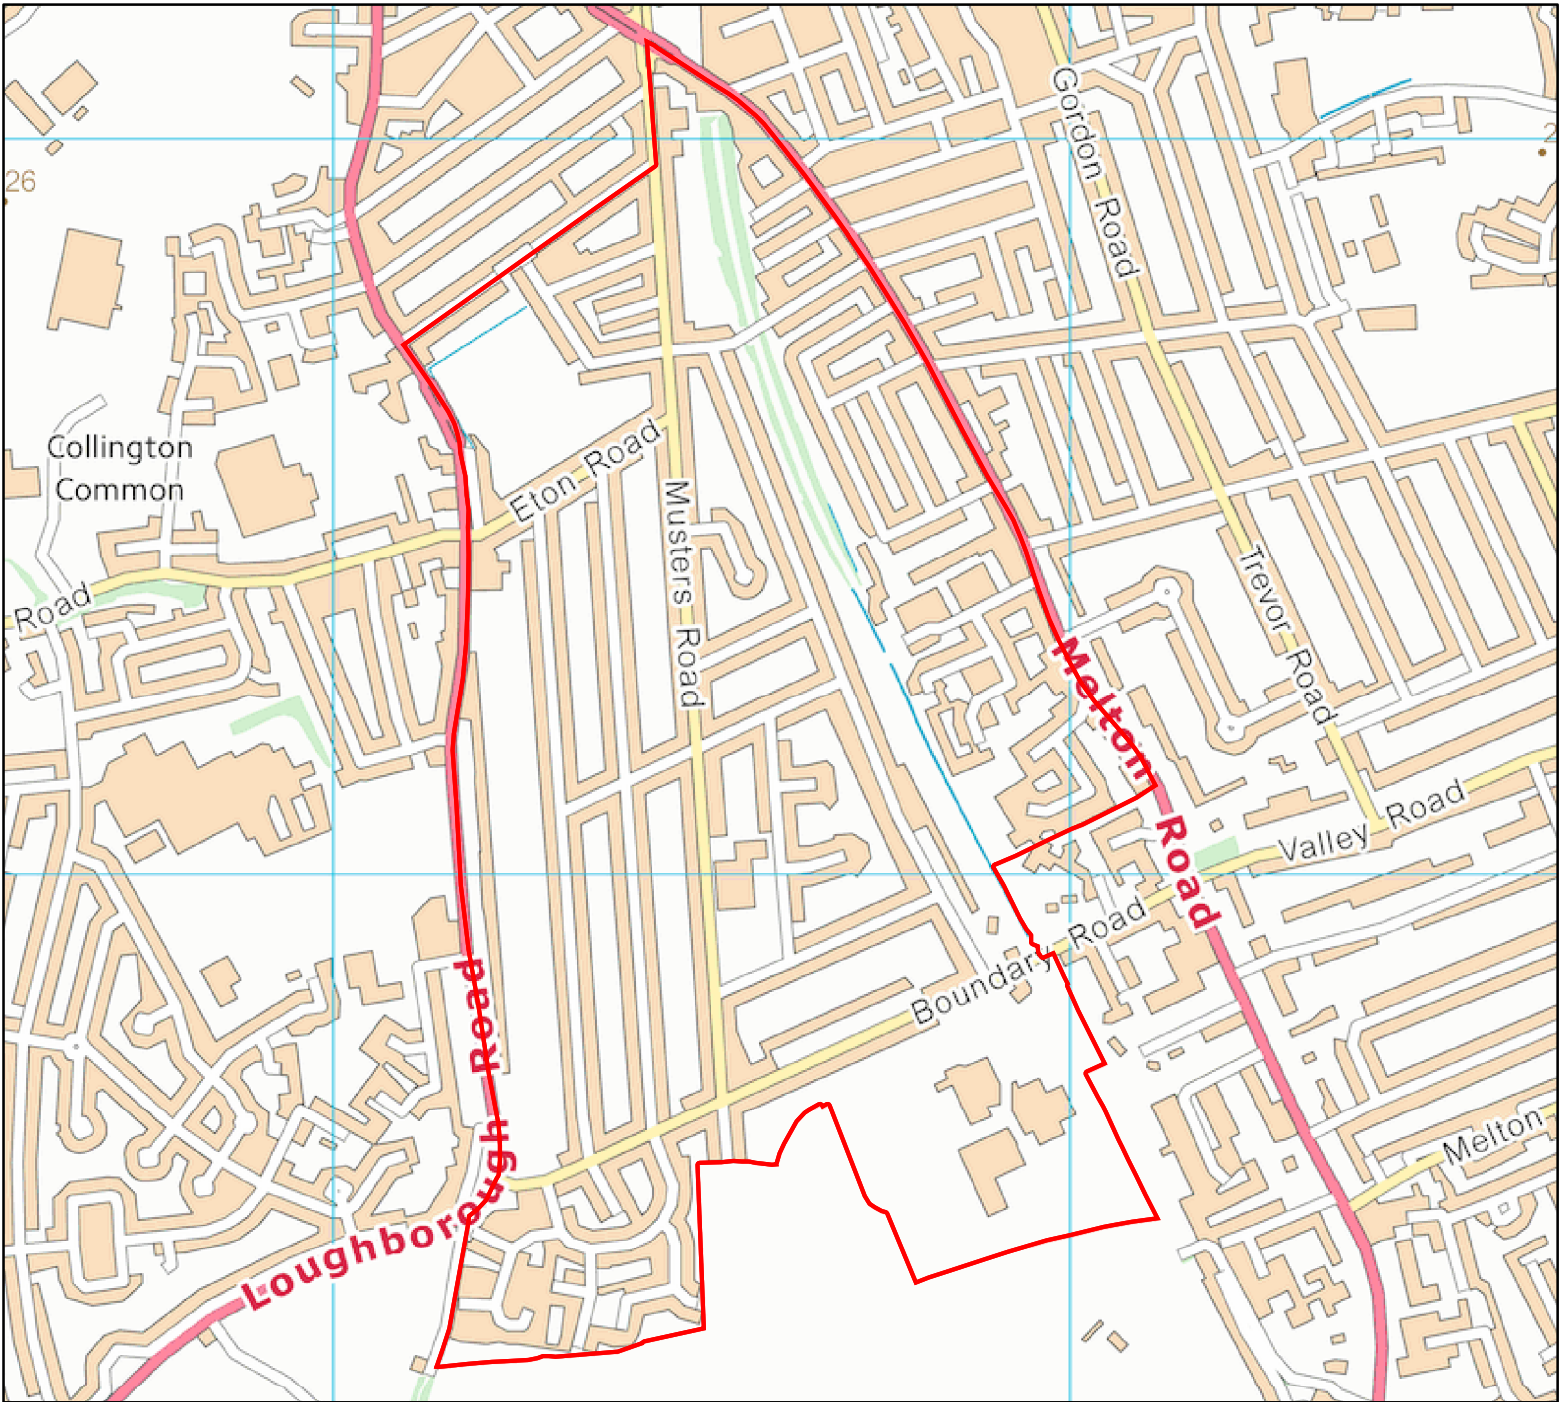 Gordon Road
26
2
Collington
Common
Eton Road
Musters Road
Road
Trevor Road
Melton Road
Valley Road
Boundary Road
Loughborough Road
Melton